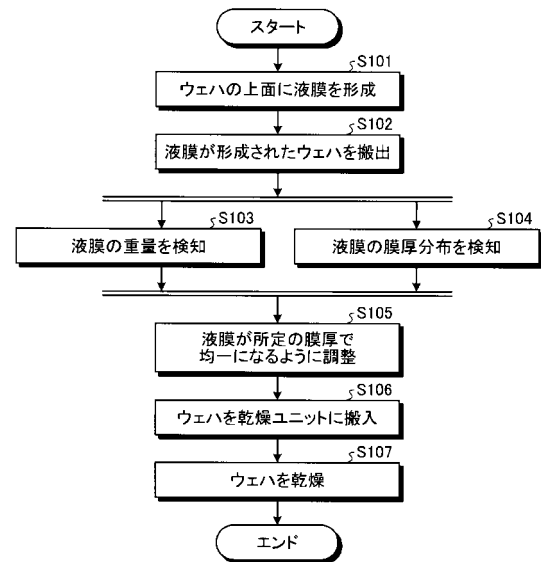 スタート
S101
ウェハの上面に液膜を形成
S102
液膜が形成されたウェハを搬出
S103
液膜の重量を検知
S104
液膜の膜厚分布を検知
S105
液膜が所定の膜厚で
均一になるように調整
S106
ウェハを乾燥ユニットに搬入
S107
ウェハを乾燥
エンド